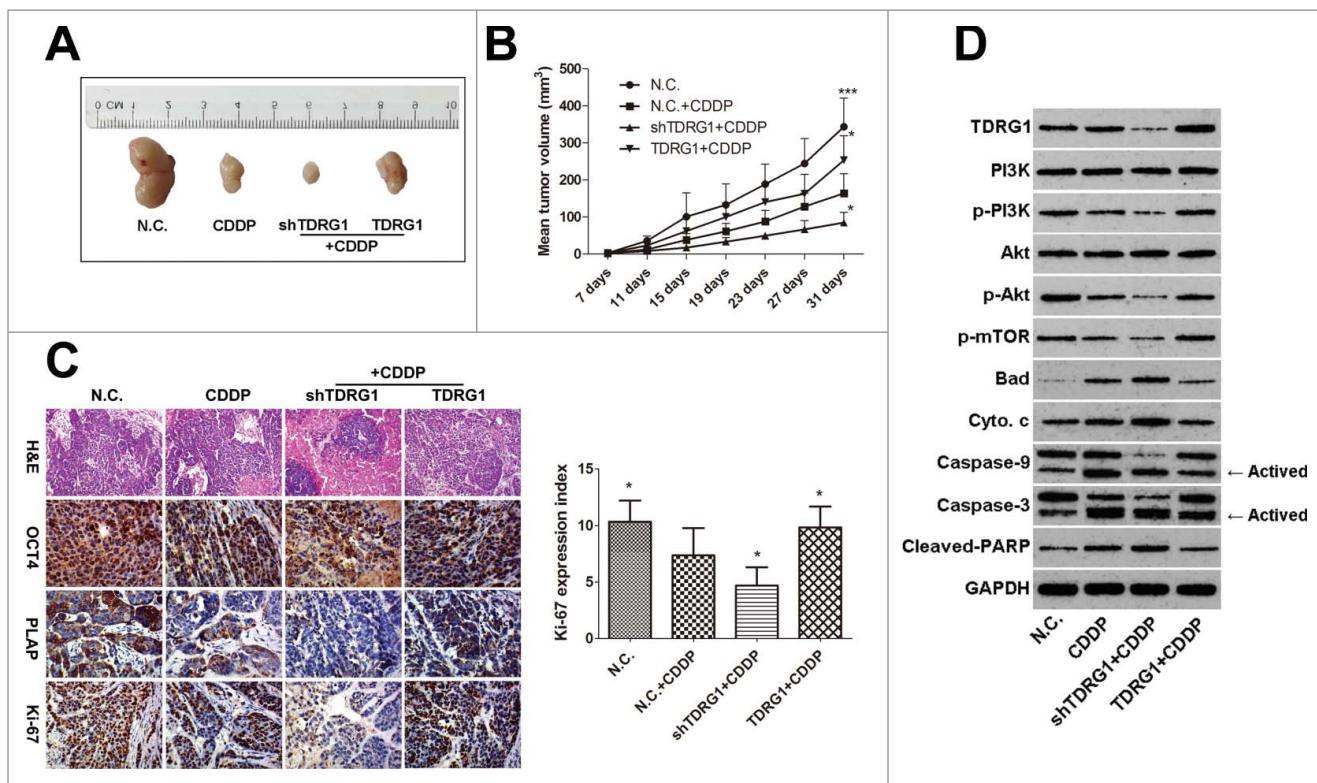 A
0 CM 1 2 3 4 5 6 7 8 9 10
N.C. CDDP shTDRG1 TDRG1
+CDDP
B
Mean tumor volume (mm³)
500
400
300
200
100
0
N.C.
N.C.+CDDP
shTDRG1+CDDP
TDRG1+CDDP
***
*
*
7 days
11 days
15 days
19 days
23 days
27 days
31 days
C
+CDDP
N.C. CDDP shTDRG1 TDRG1
H&E
OCT4
PLAP
Ki-67
Ki-67 expression index
15
10
5
0
*
*
*
N.C.
N.C.+CDDP
shTDRG1+CDDP
TDRG1+CDDP
D
TDRG1
PI3K
p-PI3K
Akt
p-Akt
p-mTOR
Bad
Cyto. c
Caspase-9
← Actived
Caspase-3
← Actived
Cleaved-PARP
GAPDH
N.C.
CDDP
shTDRG1+CDDP
TDRG1+CDDP